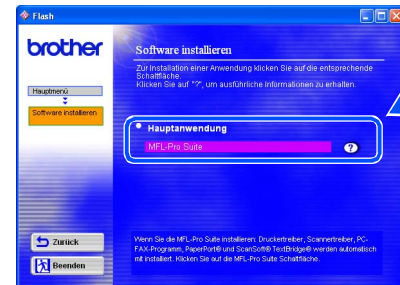 Flash
brother
Software installieren
Zur Installation einer Anwendung klicken Sie auf die entsprechende
Schaltfläche.
Klicken Sie auf "?", um ausführliche Informationen zu erhalten.
Hauptmenü
Software installieren
Hauptanwendung
MFL-Pro Suite
?
Zurück
Beenden
Wenn Sie die MFL-Pro Suite installieren: Druckertreiber, Scannertreiber, PC-
FAX-Programm, PaperPort® und ScanSoft® TextBridge® werden automatisch
mit installiert. Klicken Sie auf die MFL-Pro Suite Schaltfläche.